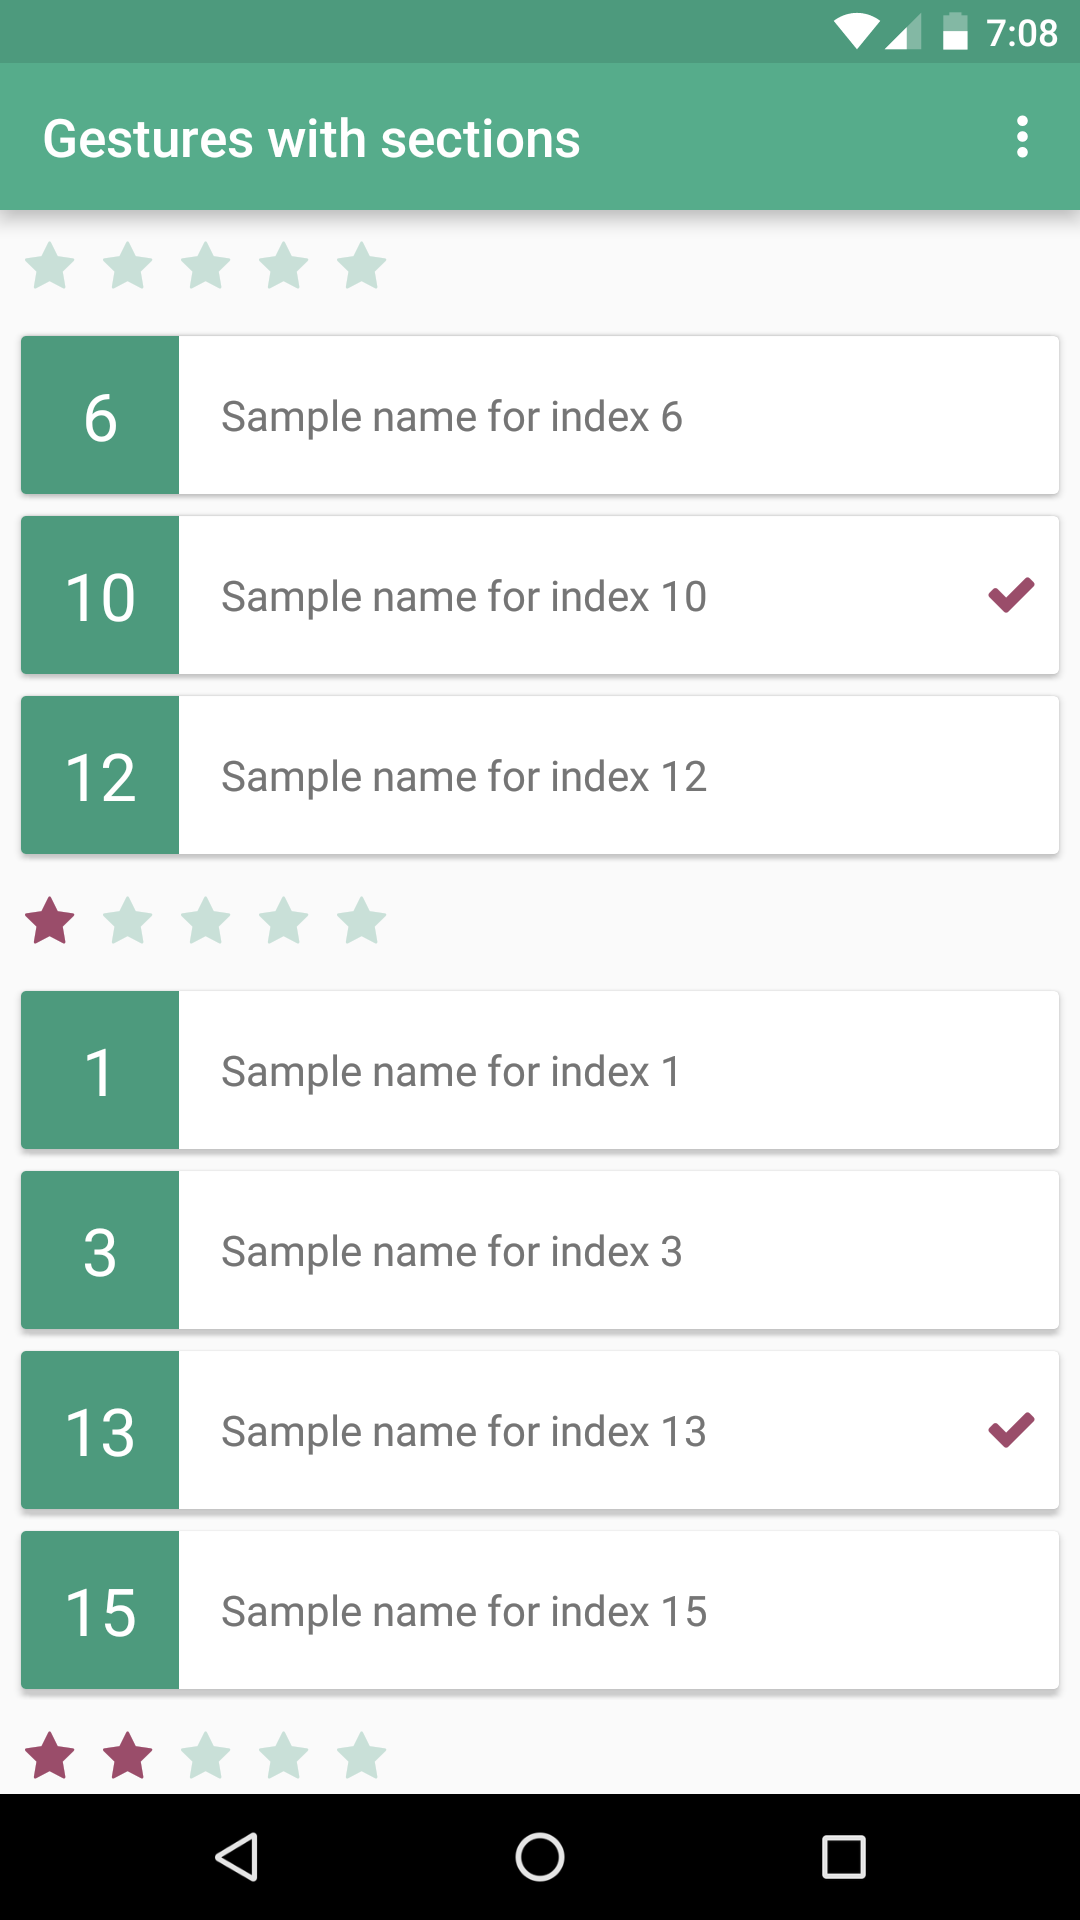 7:08
Gestures with sections
6 Sample name for index 6
10 Sample name for index 10
12 Sample name for index 12
1 Sample name for index 1
3 Sample name for index 3
13 Sample name for index 13
15 Sample name for index 15